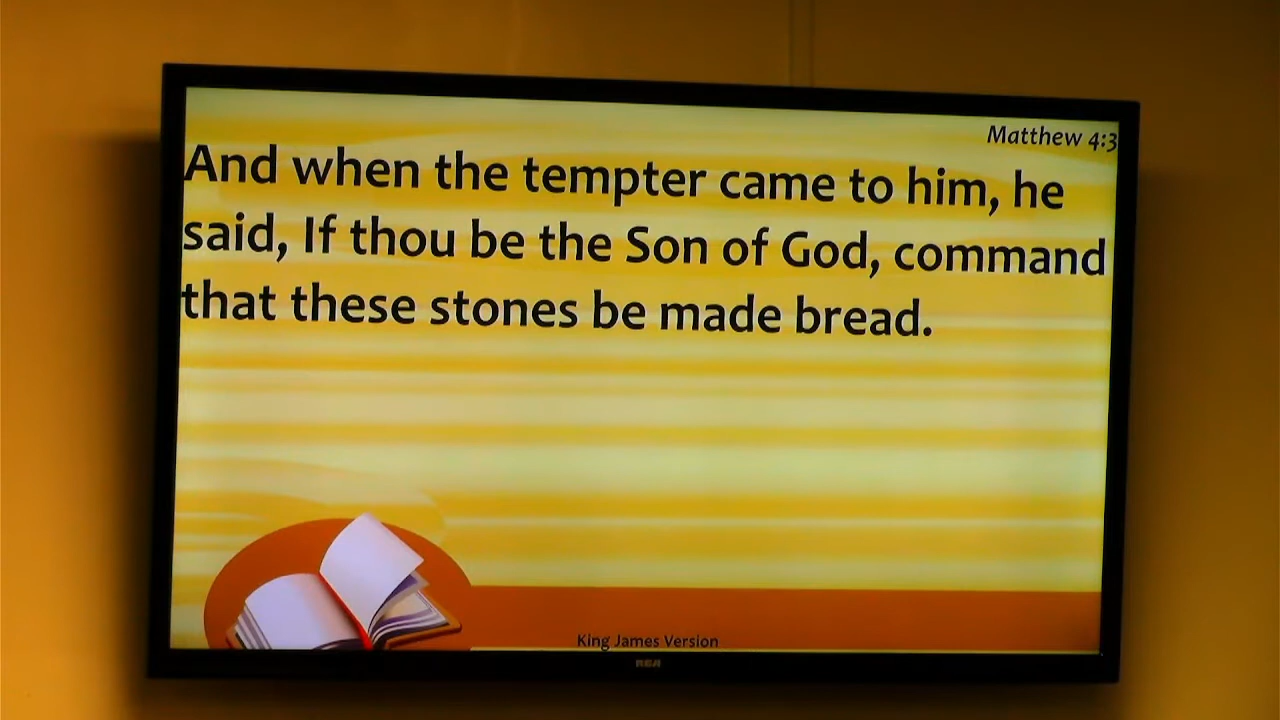 Matthew 4:3
And when the tempter came to him, he
said, If thou be the Son of God, command
that these stones be made bread.
King James Version
RCA